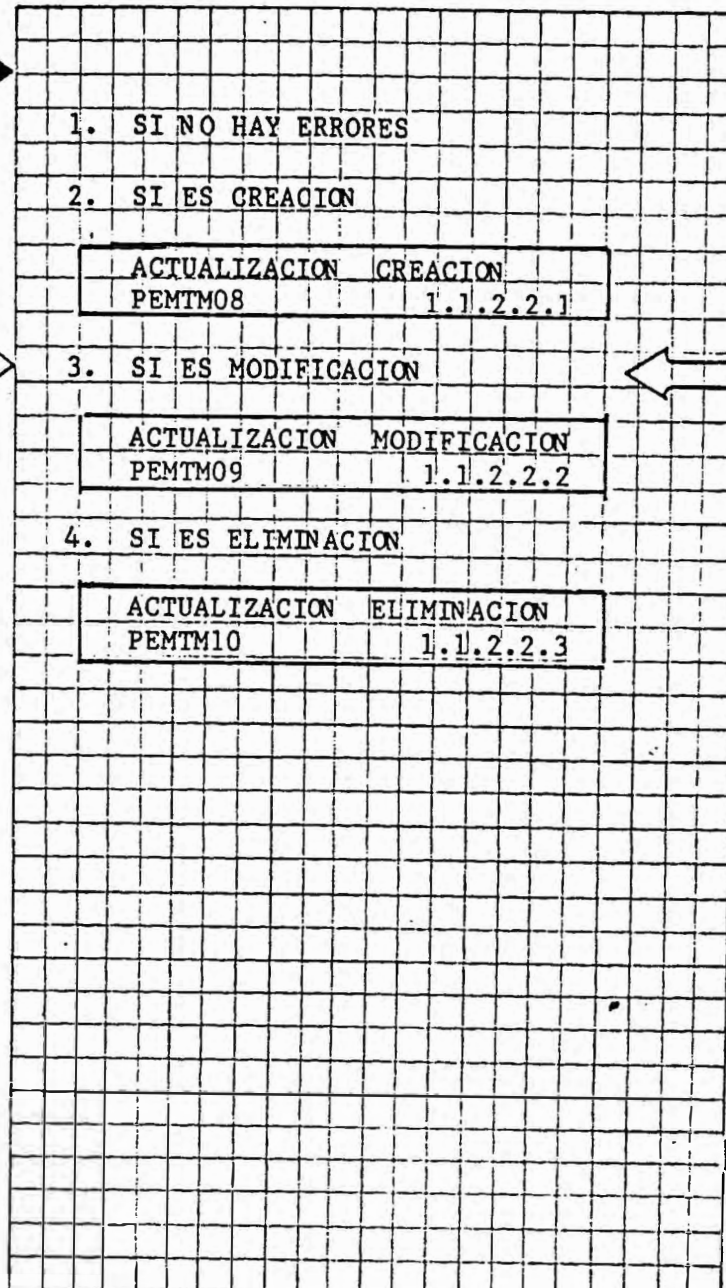 1. SI NO HAY ERRORES
2. SI ES CREACION
ACTUALIZACION CREACION
PEMTM08 1.1.2.2.1
3. SI ES MODIFICACION
ACTUALIZACION MODIFICACION
PEMTM09 1.1.2.2.2
4. SI ES ELIMINACION
ACTUALIZACION ELIMINACION
PEMTM10 1.1.2.2.3